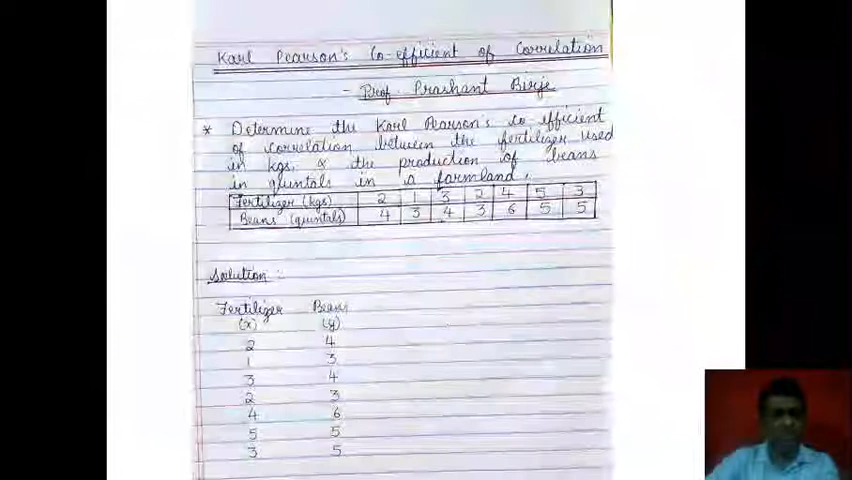 Karl Pearson's Co-efficient of Correlation
- Prof. Prashant Birje
* Determine the Karl Pearson's co efficient
of correlation between the fertilizer used
in kgs. & the production of beans
in quintals in a farmland.
Fertilizer (kgs) 2 1 3 2 4 5 3
Beans (quintals) 4 3 4 3 6 5 5
Solution :-
Fertilizer Beans
(x) (y)
2 4
1 3
3 4
2 3
4 6
5 5
3 5